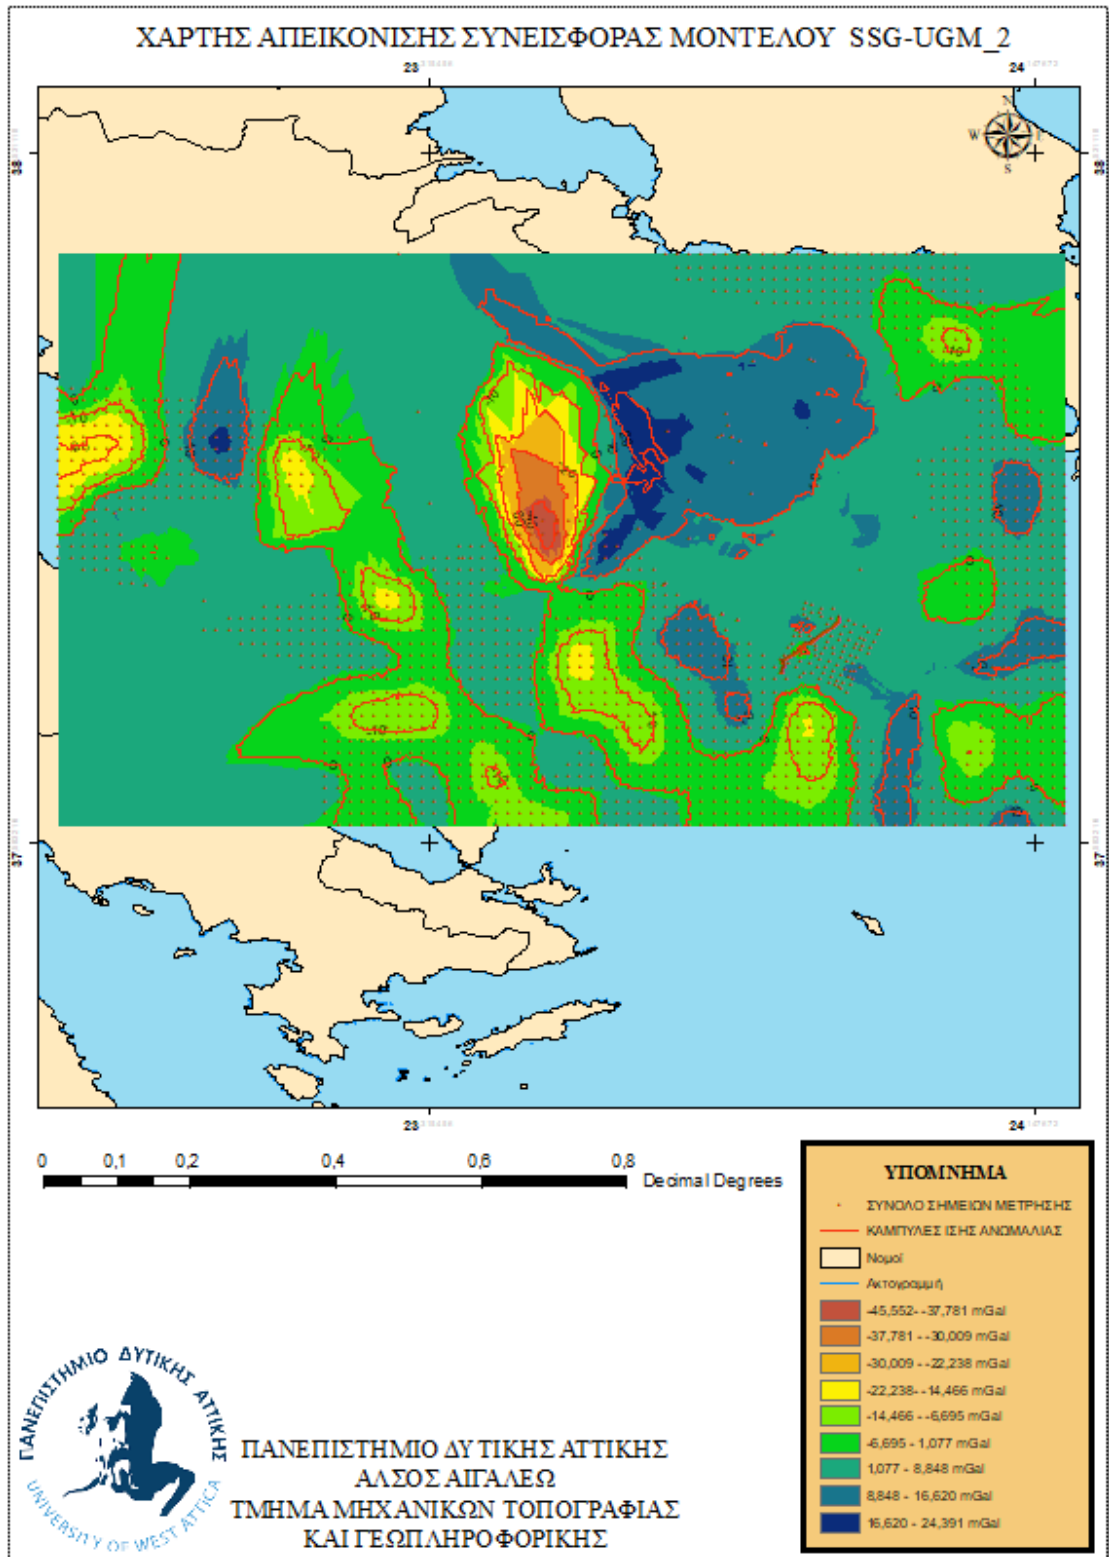 ΧΑΡΤΗΣ ΑΠΕΙΚΟΝΙΣΗΣ ΣΥΝΕΙΣΦΟΡΑΣ ΜΟΝΤΕΛΟΥ SSG-UGM_2
23 24
N
W E
S
38 38
37 37
23 24
0 0,1 0,2 0,4 0,6 0,8
Decimal Degrees
ΥΠΟΜΝΗΜΑ
ΣΥΝΟΛΟ ΣΗΜΕΙΩΝ ΜΕΤΡΗΣΗΣ
ΚΑΜΠΥΛΕΣ ΙΣΗΣ ΑΝΩΜΑΛΙΑΣ
Νομοί
Ακτογραμμή
-45,552- -37,781 mGal
-37,781 - -30,009 mGal
-30,009 - -22,238 mGal
-22,238- -14,466 mGal
-14,466 - -6,695 mGal
-6,695 - 1,077 mGal
1,077 - 8,848 mGal
8,848 - 16,620 mGal
16,620 - 24,391 mGal
ΠΑΝΕΠΙΣΤΗΜΙΟ ΔΥΤΙΚΗΣ ΑΤΤΙΚΗΣ
UNIVERSITY OF WEST ATTICA
ΠΑΝΕΠΙΣΤΗΜΙΟ ΔΥΤΙΚΗΣ ΑΤΤΙΚΗΣ
ΑΛΣΟΣ ΑΙΓΑΛΕΩ
ΤΜΗΜΑ ΜΗΧΑΝΙΚΩΝ ΤΟΠΟΓΡΑΦΙΑΣ
ΚΑΙ ΓΕΩΠΛΗΡΟΦΟΡΙΚΗΣ